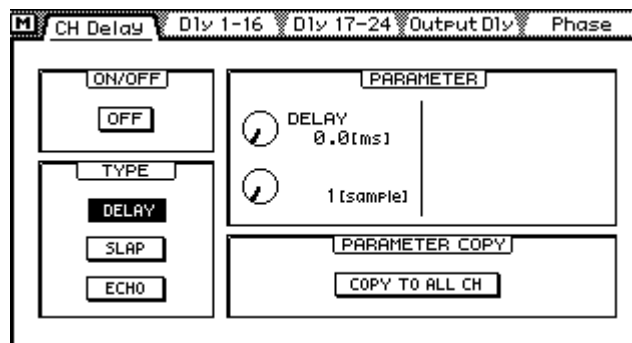 M CH Delay Dly 1-16 Dly 17-24 Output Dly Phase
ON/OFF
OFF
TYPE
DELAY
SLAP
ECHO
PARAMETER
DELAY
0.0[ms]
1[sample]
PARAMETER COPY
COPY TO ALL CH